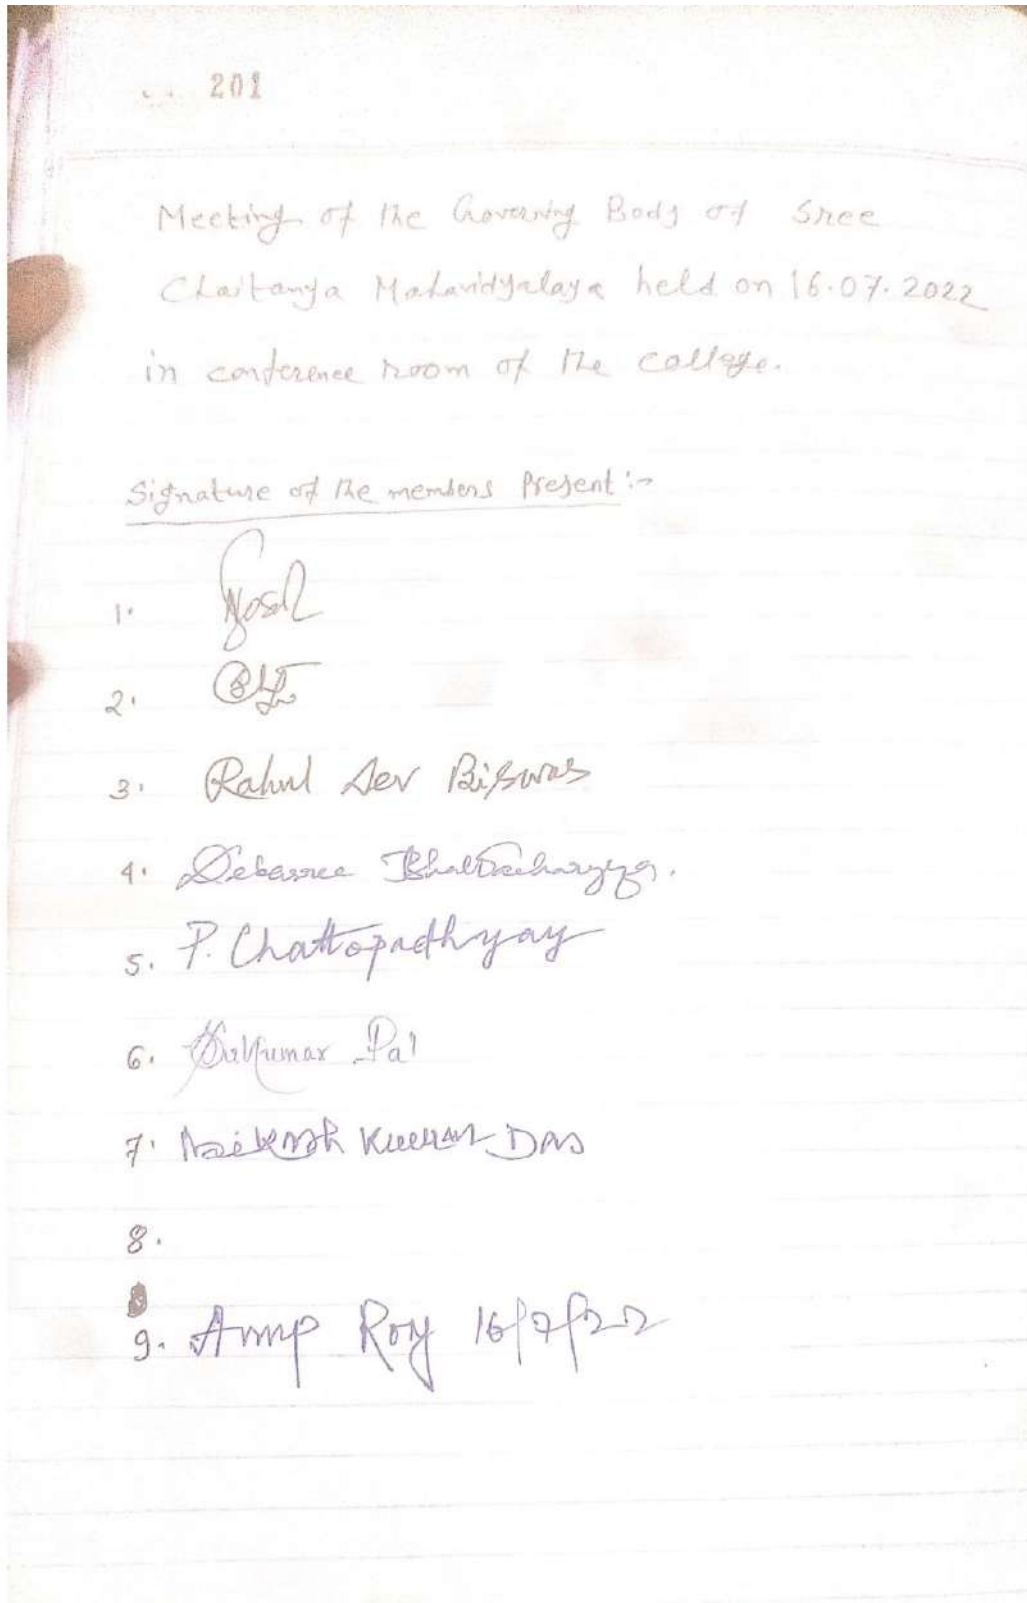 201
Meeting of the Governing Body of Sree
Chaitanya Mahavidyalaya held on 16.07.2022
in conference room of the college.
Signature of the members Present :-
1.
2.
3. Rahul Dev Biswas
4. Debasree Bhattacharyya.
5. P. Chattopadhyay
6. Sukumar Pal
7. Kumar Das
8.
9. Anup Roy 16/7/22